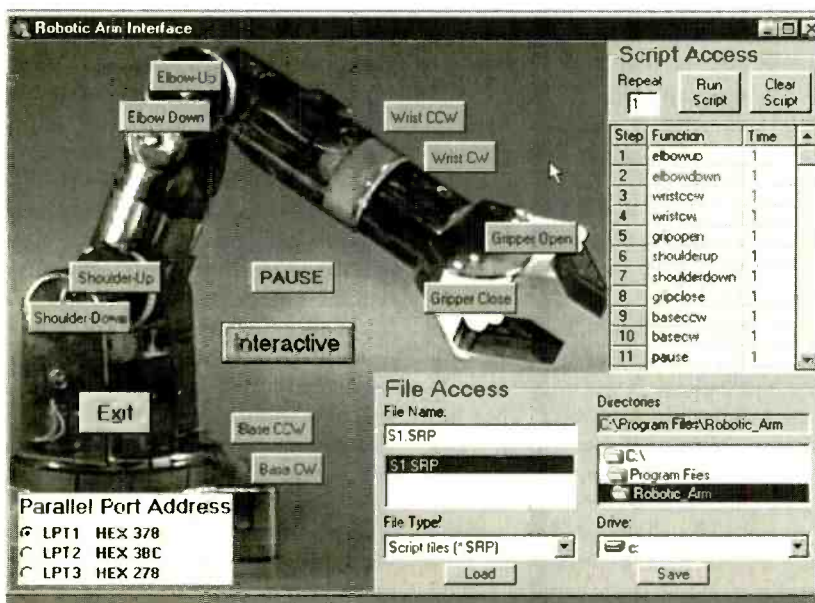 Robotic Arm Interface
Elbow-Up
Elbow Down
Wrist CCW
Wrist CW
Gripper Open
Gripper Close
Shoulder-Up
Shoulder-Down
PAUSE
Interactive
Exit
Base CCW
Base CW
Parallel Port Address
LPT1 HEX 378
LPT2 HEX 3BC
LPT3 HEX 278
Script Access
Repeat
1
Run
Script
Clear
Script
Step Function Time
1 elbowup 1
2 elbowdown 1
3 wristccw 1
4 wristcw 1
5 gripopen 1
6 shoulderup 1
7 shoulderdown 1
8 gripclose 1
9 baseccw 1
10 basecw 1
11 pause 1
File Access
File Name:
S1.SRP
S1.SRP
File Type?
Script files (*.SRP)
Load
Directories
C:\Program Files\Robotic_Arm
C:\
Program Files
Robotic_Arm
Drive:
c:
Save